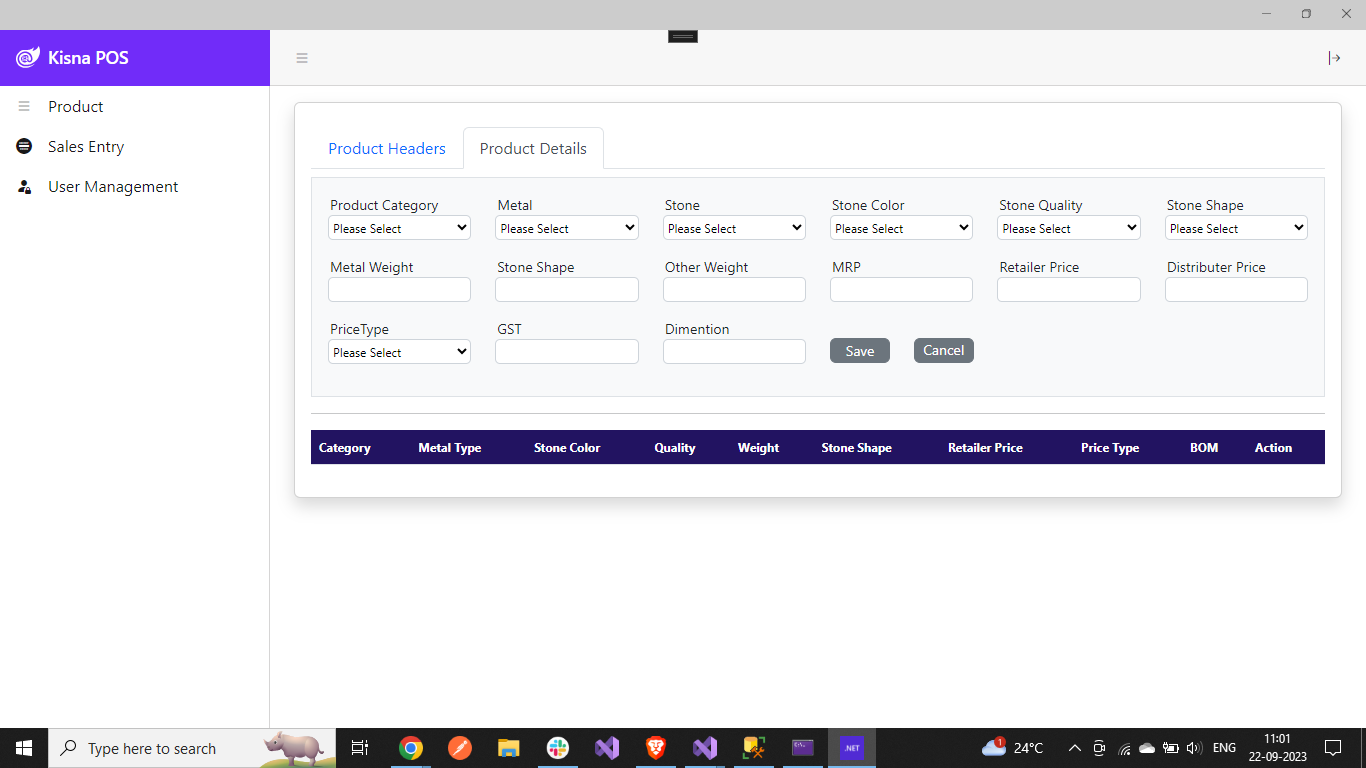 Kisna POS
Product
Sales Entry
User Management
Product Headers Product Details
Product Category Metal Stone Stone Color Stone Quality Stone Shape
Please Select Please Select Please Select Please Select Please Select Please Select
Metal Weight Stone Shape Other Weight MRP Retailer Price Distributer Price
PriceType GST Dimention
Please Select Save Cancel
Category Metal Type Stone Color Quality Weight Stone Shape Retailer Price Price Type BOM Action
Type here to search
.NET
1
24°C
ENG
11:01
22-09-2023